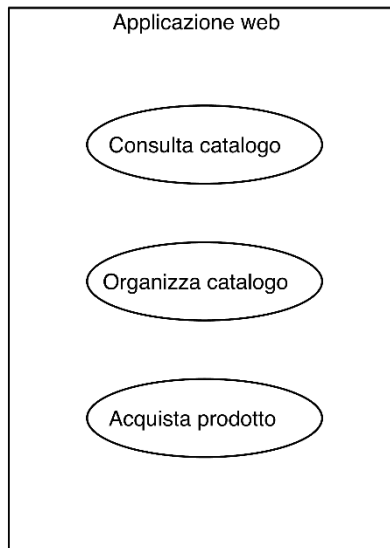 Applicazione web
Consulta catalogo
Organizza catalogo
Acquista prodotto